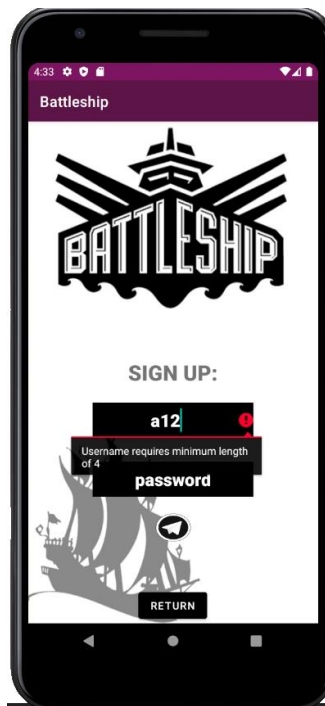 4:33
Battleship
BATTLESHIP
SIGN UP:
a12
Username requires minimum length
of 4
password
RETURN